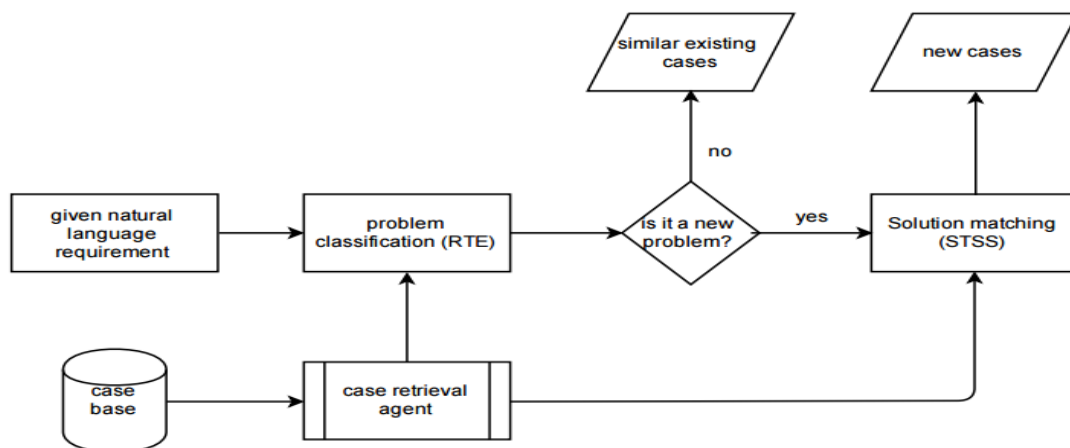 similar existing
cases
new cases
no
given natural
language
requirement
problem
classification (RTE)
is it a new
problem?
yes
Solution matching
(STSS)
case
base
case retrieval
agent